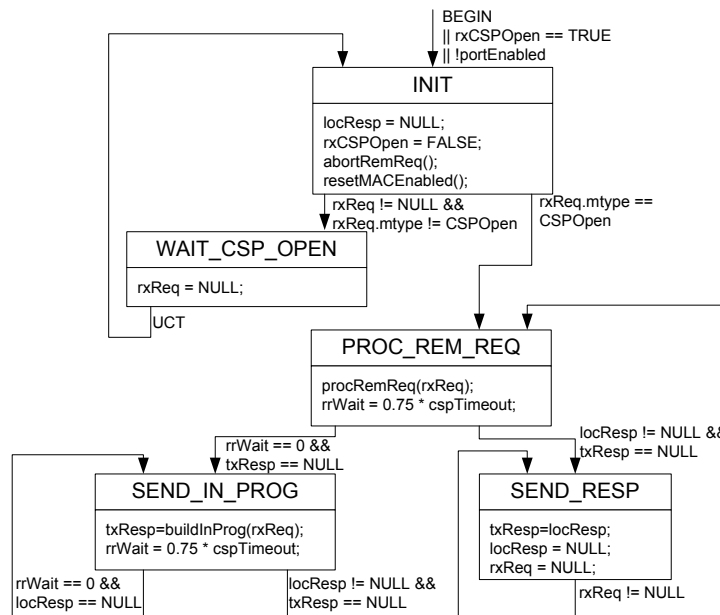 BEGIN
|| rxCSPOpen == TRUE
|| !portEnabled
INIT
locResp = NULL;
rxCSPOpen = FALSE;
abortRemReq();
resetMACEnabled();
rxReq != NULL &&
rxReq.mtype != CSPOpen
rxReq.mtype ==
CSPOpen
WAIT_CSP_OPEN
rxReq = NULL;
UCT
PROC_REM_REQ
procRemReq(rxReq);
rrWait = 0.75 * cspTimeout;
rrWait == 0 &&
txResp == NULL
locResp != NULL &&
txResp == NULL
SEND_IN_PROG
txResp=buildInProg(rxReq);
rrWait = 0.75 * cspTimeout;
rrWait == 0 &&
locResp == NULL
locResp != NULL &&
txResp == NULL
SEND_RESP
txResp=locResp;
locResp = NULL;
rxReq = NULL;
rxReq != NULL